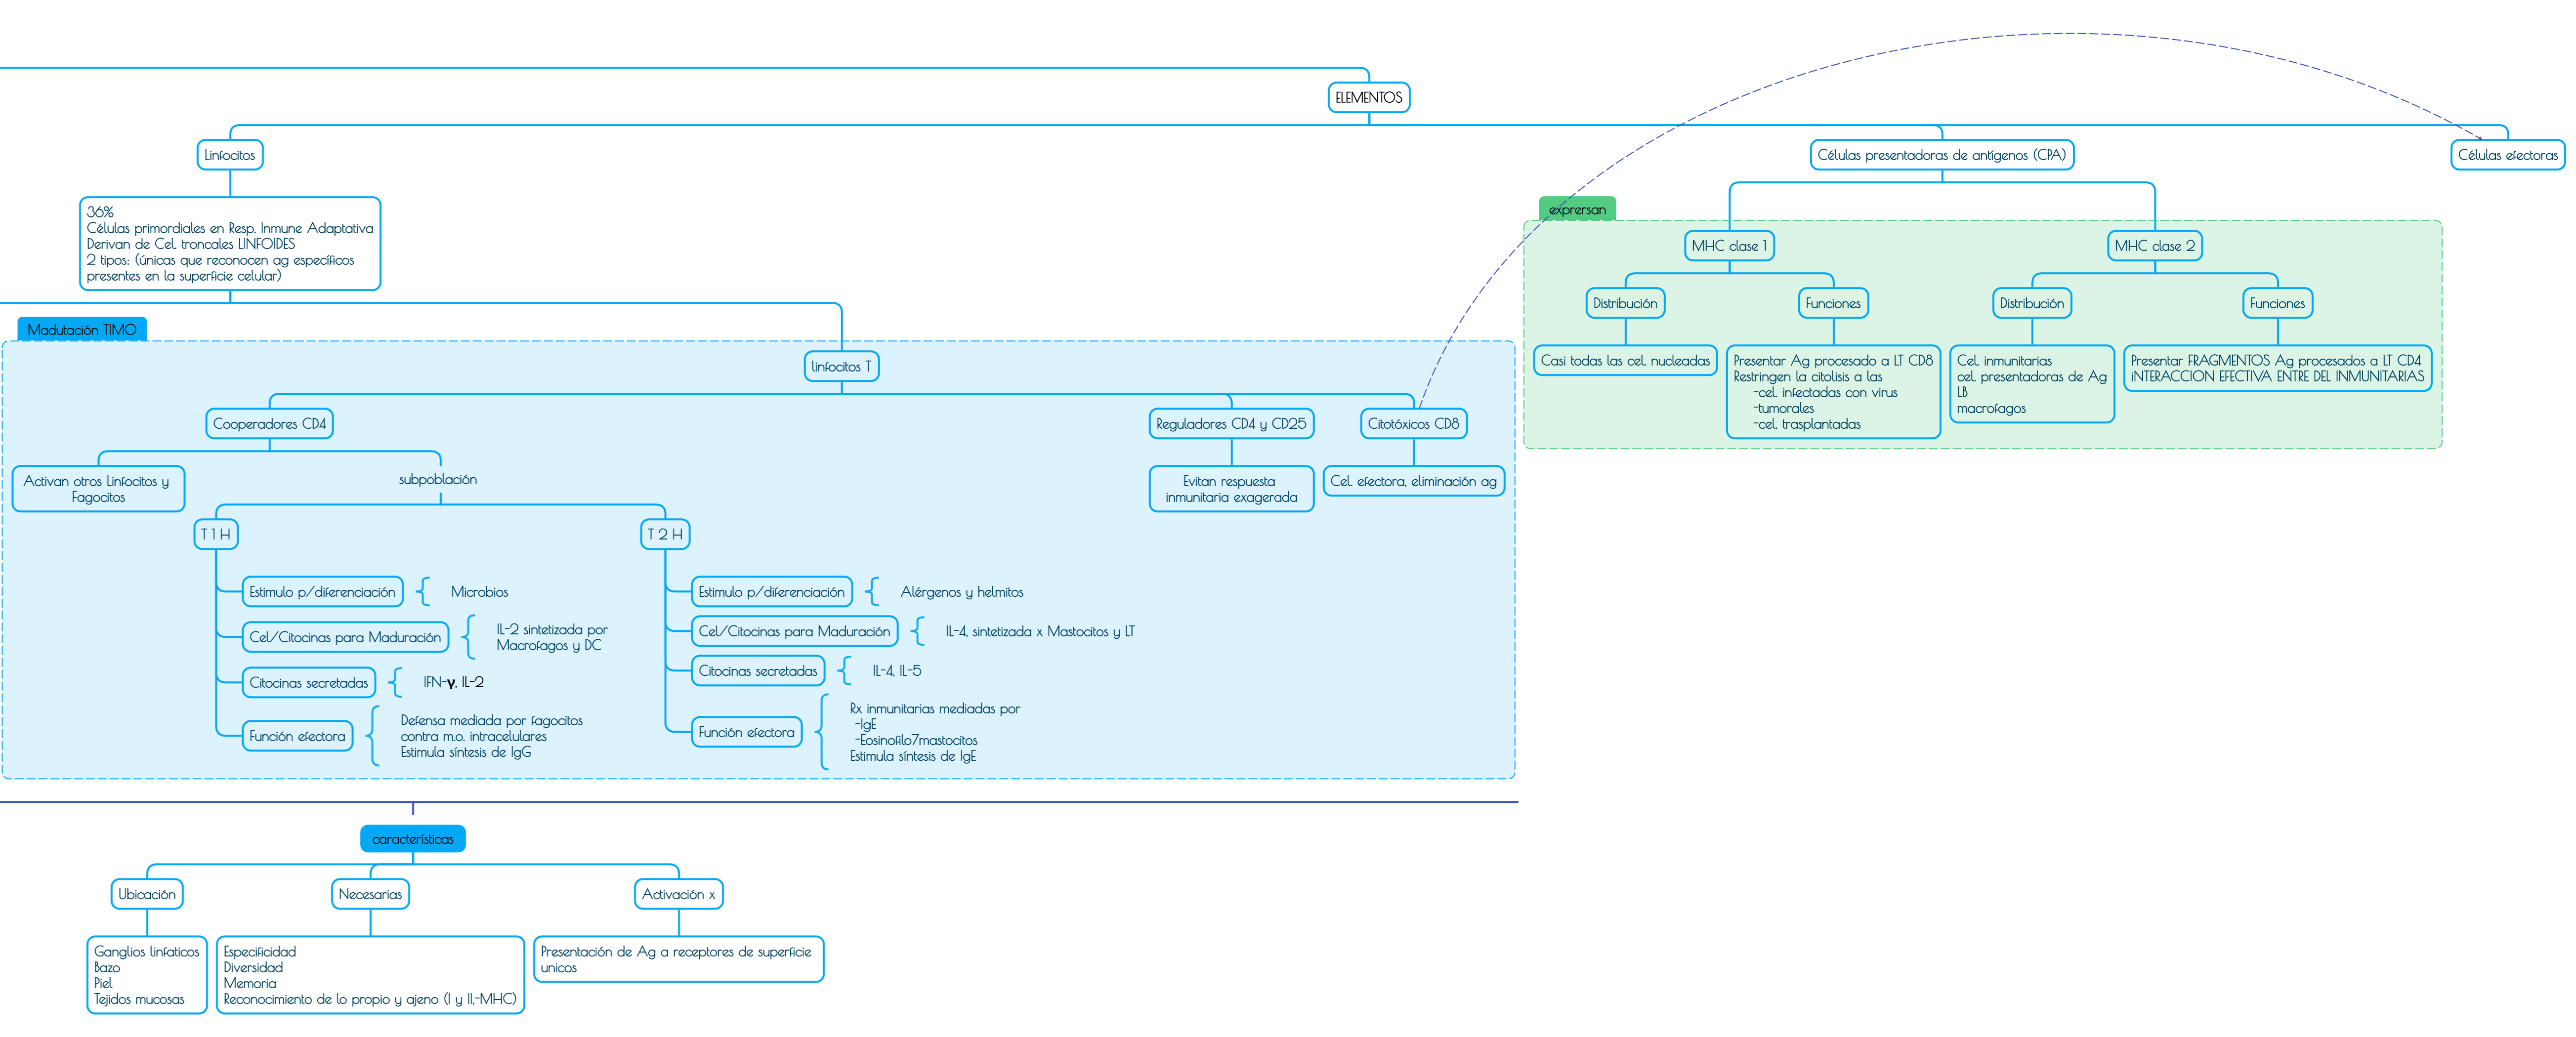 ELEMENTOS
Linfocitos
Células presentadoras de antígenos (CPA)
Células efectoras
36%
Células primordiales en Resp. Inmune Adaptativa
Derivan de Cel. troncales LINFOIDES
2 tipos: (únicas que reconocen ag específicos
presentes en la superficie celular)
exprersan
MHC clase 1
MHC clase 2
Distribución
Funciones
Distribución
Funciones
Casi todas las cel. nucleadas
Presentar Ag procesado a LT CD8
Restringen la citolisis a las
-cel. infectadas con virus
-tumorales
-cel. trasplantadas
Cel. inmunitarias
cel. presentadoras de Ag
LB
macrofagos
Presentar FRAGMENTOS Ag procesados a LT CD4
iNTERACCION EFECTIVA ENTRE DEL INMUNITARIAS
Madutación TIMO
linfocitos T
Cooperadores CD4
Reguladores CD4 y CD25
Citotóxicos CD8
Activan otros Linfocitos y
Fagocitos
subpoblación
Evitan respuesta
inmunitaria exagerada
Cel. efectora, eliminación ag
T 1 H
T 2 H
Estimulo p/diferenciación
Microbios
Cel/Citocinas para Maduración
IL-2 sintetizada por
Macrofagos y DC
Citocinas secretadas
IFN-γ, IL-2
Función efectora
Defensa mediada por fagocitos
contra m.o. intracelulares
Estimula síntesis de IgG
Estimulo p/diferenciación
Alérgenos y helmitos
Cel/Citocinas para Maduración
IL-4, sintetizada x Mastocitos y LT
Citocinas secretadas
IL-4, IL-5
Función efectora
Rx inmunitarias mediadas por
-IgE
-Eosinofilo7mastocitos
Estimula síntesis de IgE
características
Ubicación
Necesarias
Activación x
Ganglios linfaticos
Bazo
Piel
Tejidos mucosas
Especificidad
Diversidad
Memoria
Reconocimiento de lo propio y ajeno (I y II,-MHC)
Presentación de Ag a receptores de superficie
unicos